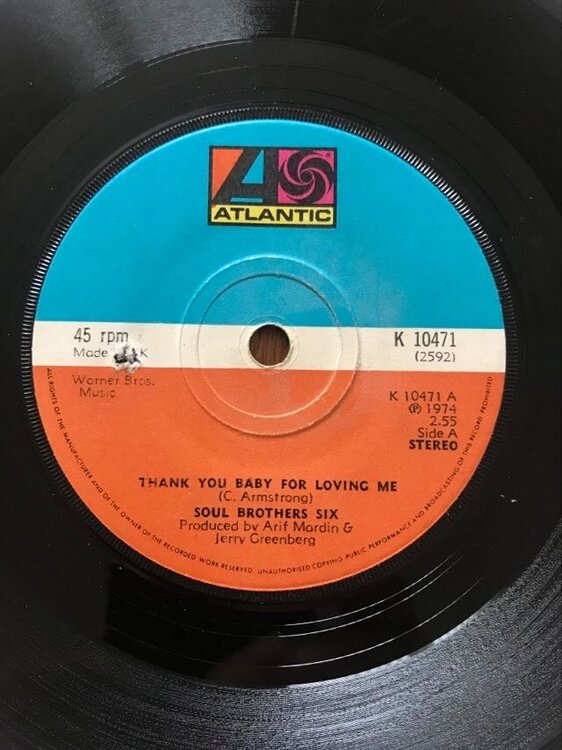 ATLANTIC
45 rpm
Made K
Warner Bros.
Music
K 10471
(2592)
K 10471 A
℗ 1974
2.55
Side A
STEREO
THANK YOU BABY FOR LOVING ME
(C. Armstrong)
SOUL BROTHERS SIX
Produced by Arif Mardin &
Jerry Greenberg
ALL RIGHTS OF THE MANUFACTURER AND OF THE OWNER OF THE RECORDED WORK RESERVED. UNAUTHORISED COPYING PUBLIC PERFORMANCE AND BROADCASTING OF THIS RECORD PROHIBITED